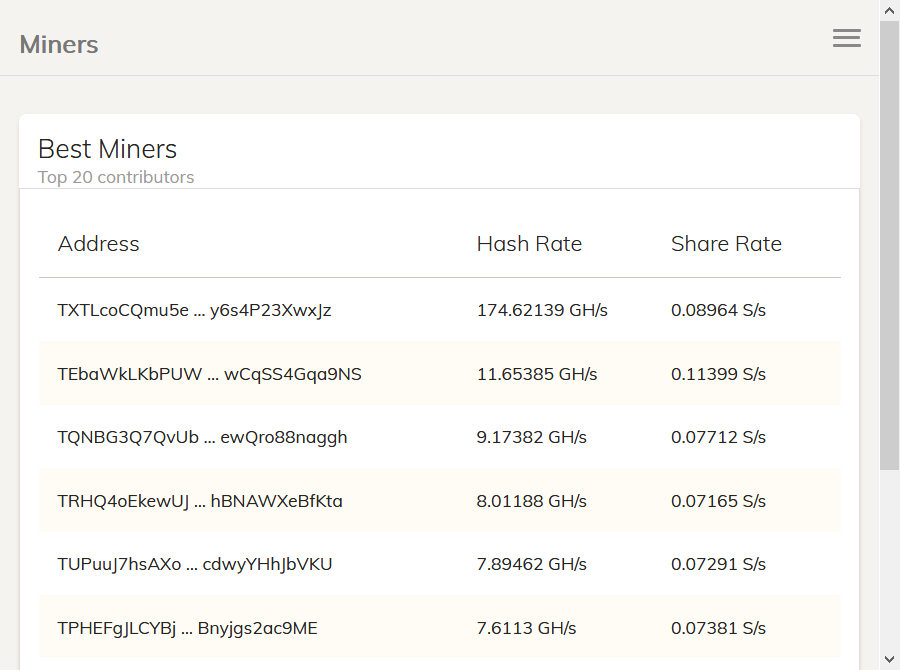 Miners
Best Miners
Top 20 contributors
Address Hash Rate Share Rate
TXTLcoCQmu5e ... y6s4P23XwxJz 174.62139 GH/s 0.08964 S/s
TEbaWkLKbPUW ... wCqSS4Gqa9NS 11.65385 GH/s 0.11399 S/s
TQNBG3Q7QvUb ... ewQro88naggh 9.17382 GH/s 0.07712 S/s
TRHQ4oEkewUJ ... hBNAWXeBfKta 8.01188 GH/s 0.07165 S/s
TUPuuJ7hsAXo ... cdwyYHhJbVKU 7.89462 GH/s 0.07291 S/s
TPHEFgJLCYBj ... Bnyjgs2ac9ME 7.6113 GH/s 0.07381 S/s